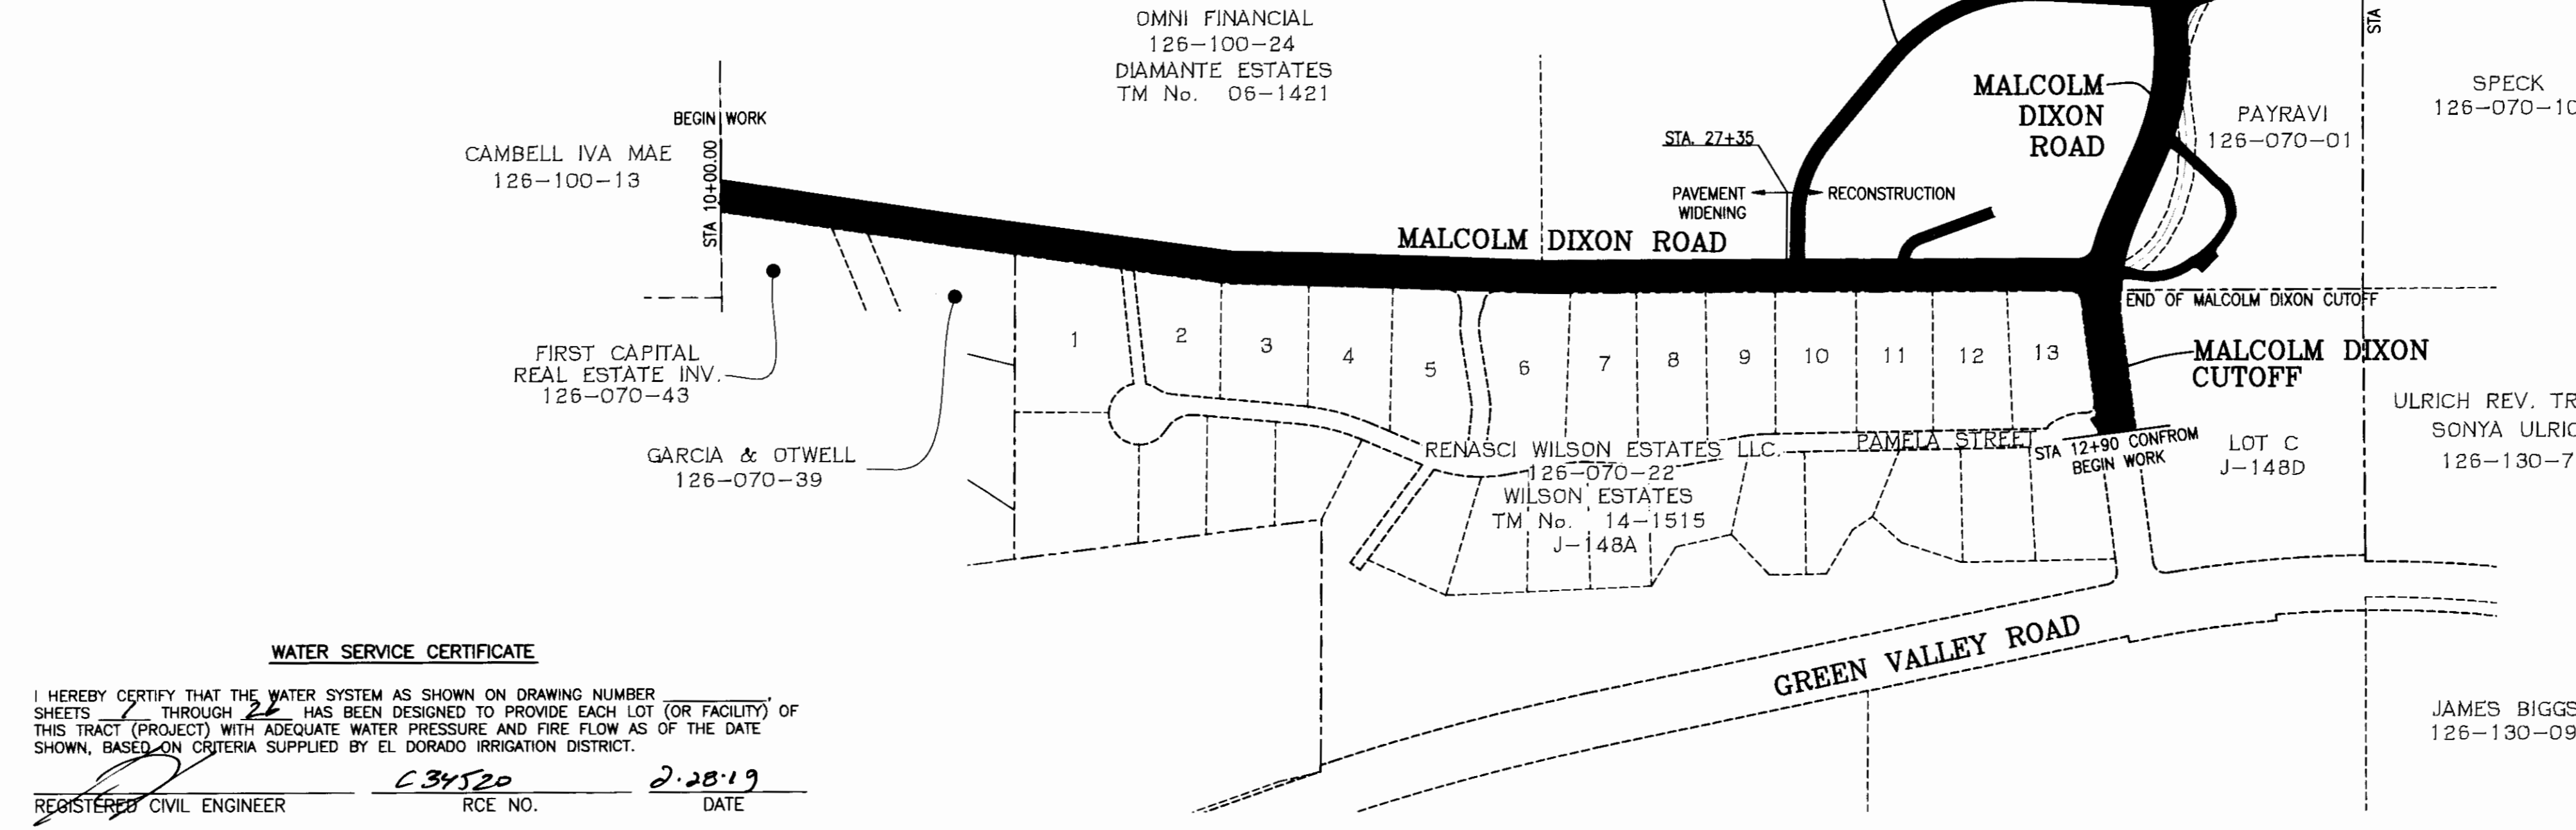 OMNI FINANCIAL
126-100-24
DIAMANTE ESTATES
TM No. 06-1421
STA
SPECK
126-070-10
MALCOLM
DIXON
ROAD
PAYRAVI
126-070-01
BEGIN WORK
CAMBELL IVA MAE
126-100-13
STA 10+00.00
STA. 27+35
PAVEMENT
WIDENING
RECONSTRUCTION
MALCOLM DIXON ROAD
END OF MALCOLM DIXON CUTOFF
MALCOLM DIXON
CUTOFF
1
2
3
4
5
6
7
8
9
10
11
12
13
FIRST CAPITAL
REAL ESTATE INV.
126-070-43
GARCIA & OTWELL
126-070-39
RENASCI WILSON ESTATES LLC.
126-070-22
WILSON ESTATES
TM No. 14-1515
J-148A
PAMELA STREET
STA 12+90 CONFROM
BEGIN WORK
LOT C
J-148D
ULRICH REV. TR
SONYA ULRIC
126-130-7
GREEN VALLEY ROAD
JAMES BIGGS
126-130-09
WATER SERVICE CERTIFICATE
I HEREBY CERTIFY THAT THE WATER SYSTEM AS SHOWN ON DRAWING NUMBER ________,
SHEETS 1 THROUGH 26 HAS BEEN DESIGNED TO PROVIDE EACH LOT (OR FACILITY) OF
THIS TRACT (PROJECT) WITH ADEQUATE WATER PRESSURE AND FIRE FLOW AS OF THE DATE
SHOWN, BASED ON CRITERIA SUPPLIED BY EL DORADO IRRIGATION DISTRICT.
C34520 2.28.19
REGISTERED CIVIL ENGINEER RCE NO. DATE